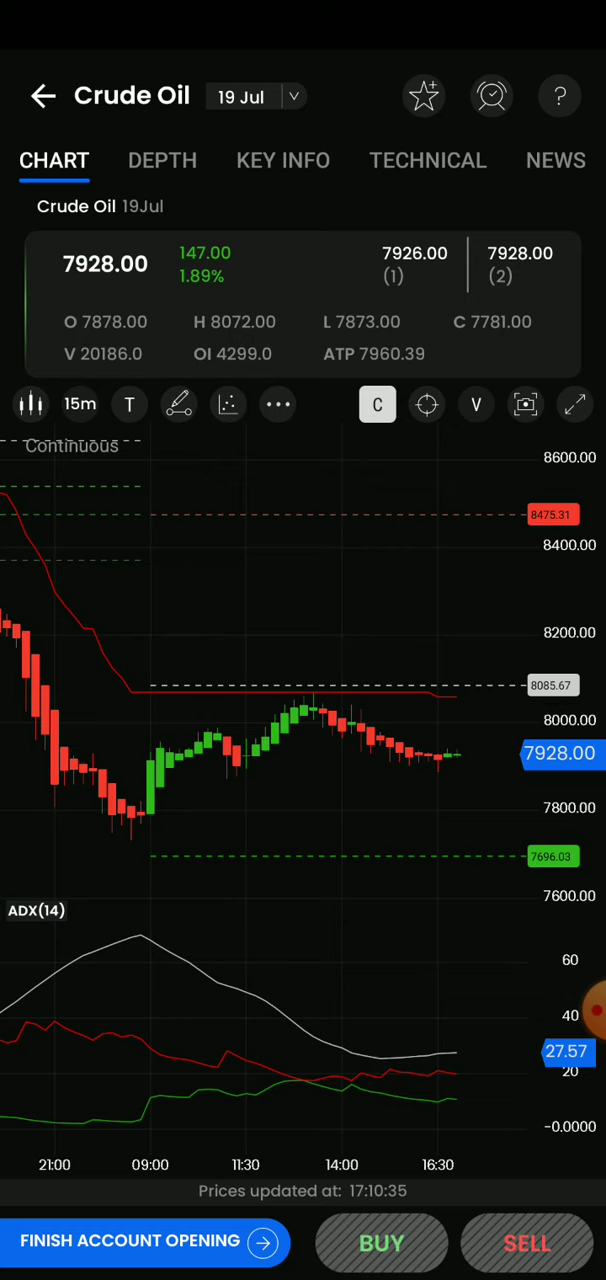 Crude Oil 19 Jul
CHART DEPTH KEY INFO TECHNICAL NEWS
Crude Oil 19Jul
7928.00 147.00 1.89% 7926.00 (1) 7928.00 (2)
O 7878.00 H 8072.00 L 7873.00 C 7781.00
V 20186.0 OI 4299.0 ATP 7960.39
15m T C V
Continuous
8600.00
8475.31
8400.00
8200.00
8085.67
8000.00
7928.00
7800.00
7696.03
7600.00
ADX(14)
60
40
27.57
20
-0.0000
21:00 09:00 11:30 14:00 16:30
Prices updated at: 17:10:35
FINISH ACCOUNT OPENING BUY SELL